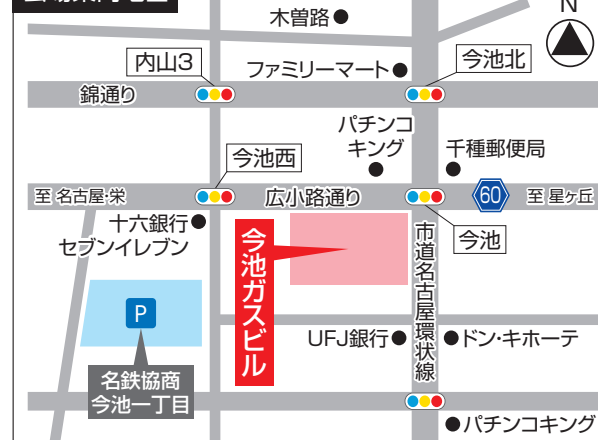 N
木曽路
内山3
ファミリーマート
今池北
錦通り
パチンコ
キング
千種郵便局
今池西
至 名古屋・栄
広小路通り
60
至 星ヶ丘
十六銀行
セブンイレブン
今池ガスビル
市道名古屋環状線
今池
P
UFJ銀行
ドン・キホーテ
名鉄協商
今池一丁目
パチンコキング